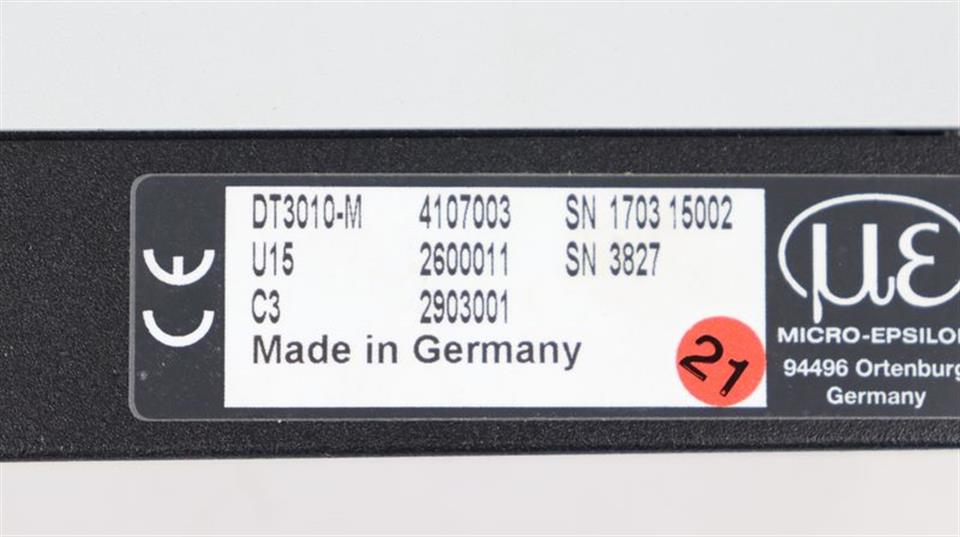 DT3010-M 4107003 SN 1703 15002
U15 2600011 SN 3827
C3 2903001
Made in Germany
21
CE
με
MICRO-EPSILO
94496 Ortenburg
Germany